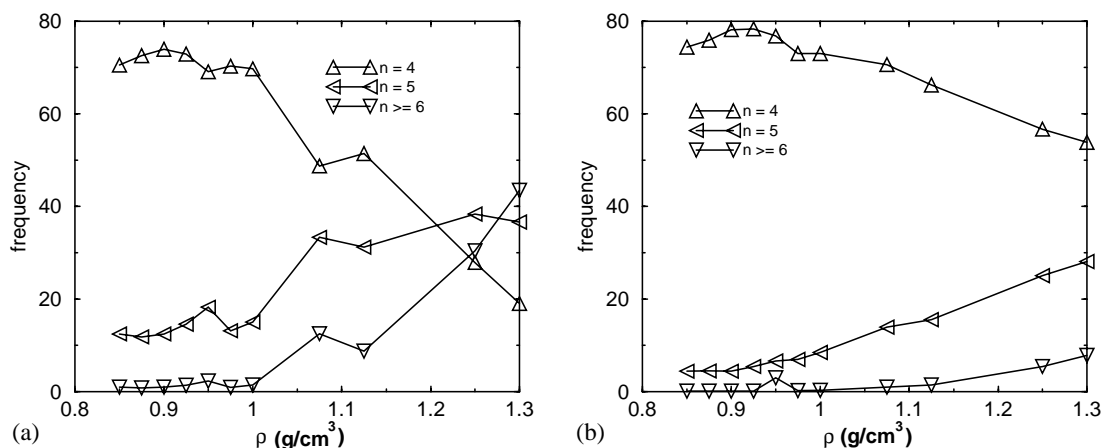 80
60
40
20
0
frequency
n = 4
n = 5
n >= 6
0.8
0.9
1
1.1
1.2
1.3
ρ (g/cm³)
(a)
80
60
40
20
0
frequency
n = 4
n = 5
n >= 6
0.8
0.9
1
1.1
1.2
1.3
ρ (g/cm³)
(b)